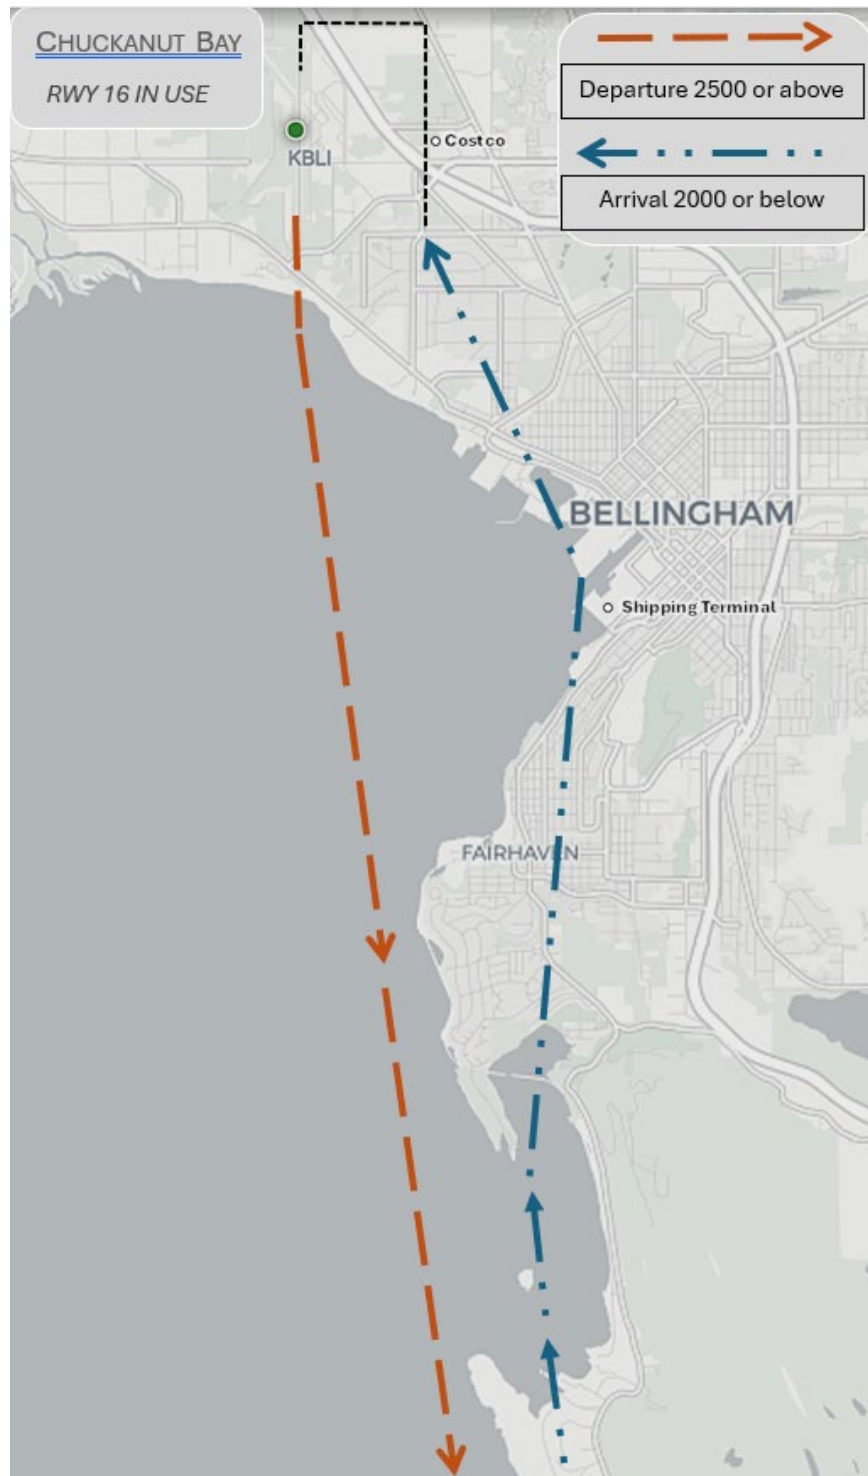 CHUCKANUT BAY
RWY 16 IN USE
Departure 2500 or above
Arrival 2000 or below
Costco
KBLI
BELLINGHAM
Shipping Terminal
FAIRHAVEN